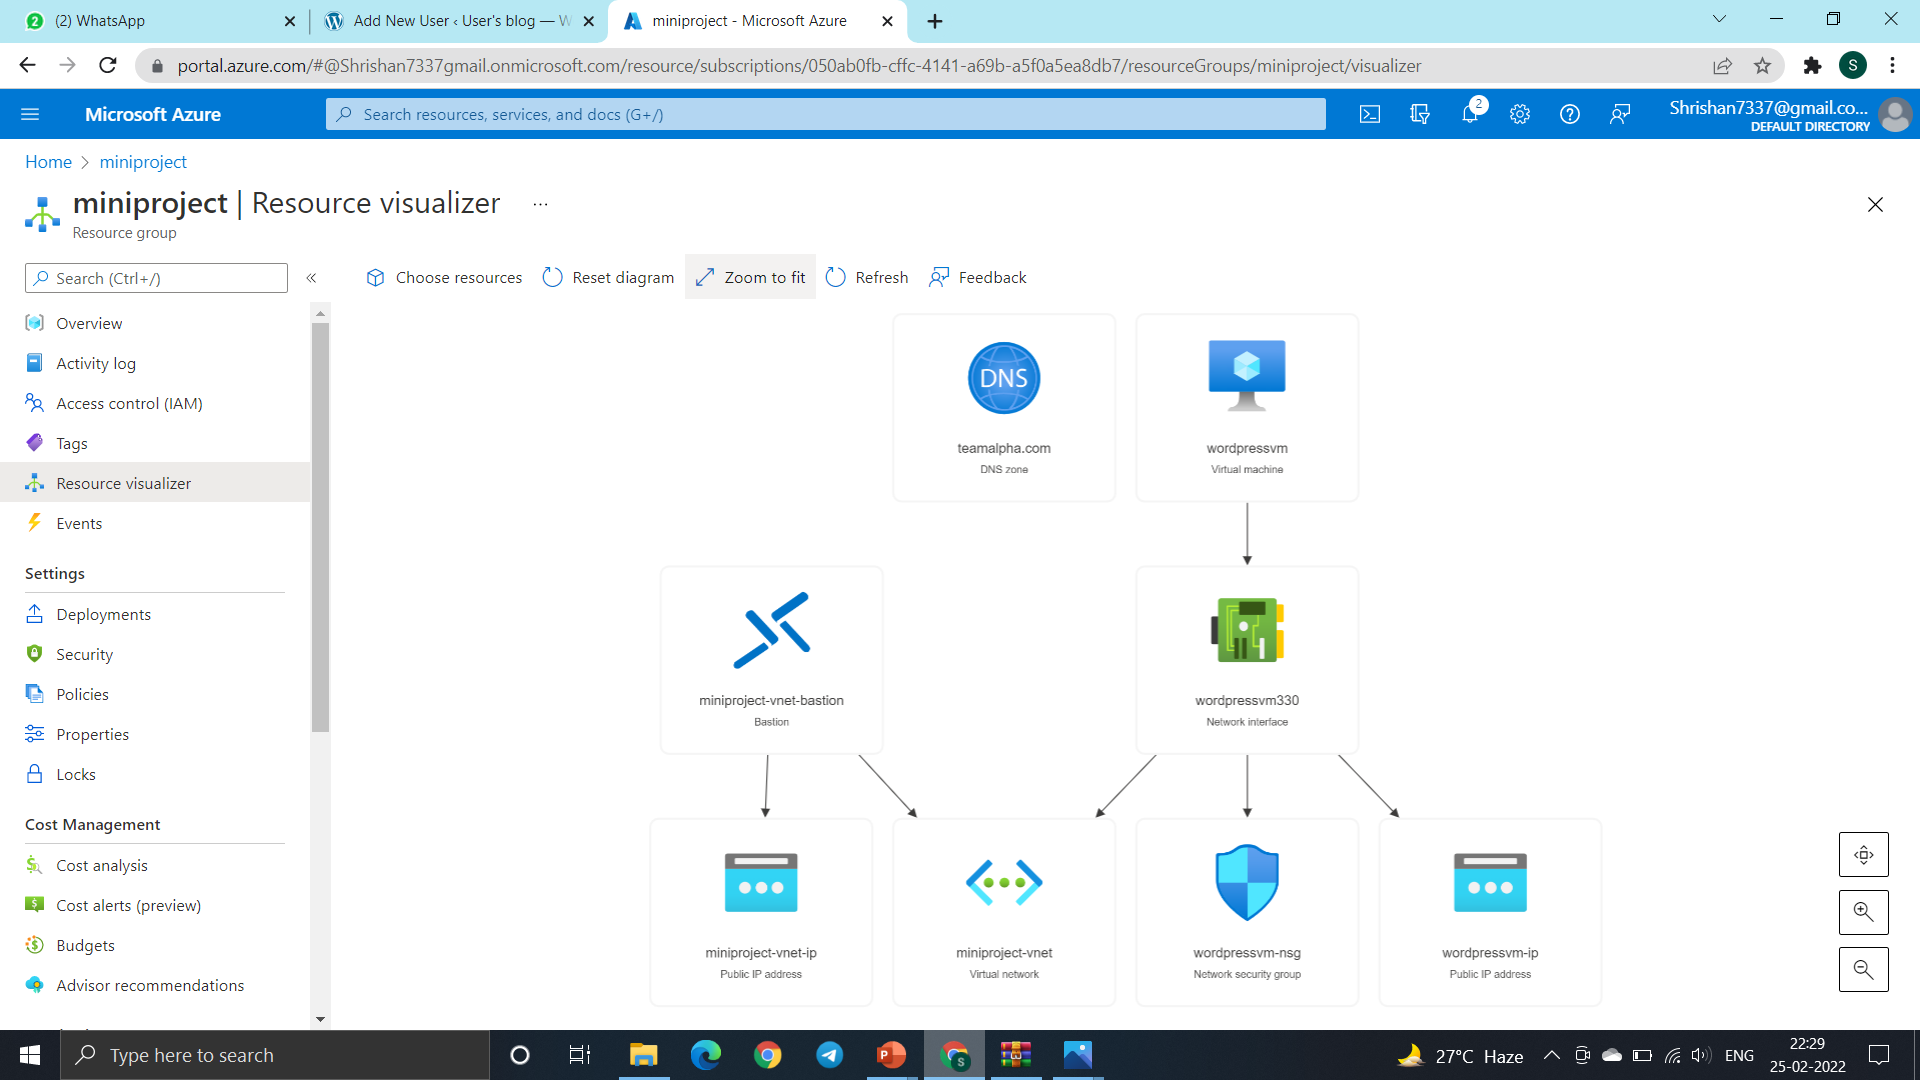 (2) WhatsApp
Add New User ‹ User's blog — W
miniproject - Microsoft Azure
portal.azure.com/#@Shrishan7337gmail.onmicrosoft.com/resource/subscriptions/050ab0fb-cffc-4141-a69b-a5f0a5ea8db7/resourceGroups/miniproject/visualizer
S
Microsoft Azure
Search resources, services, and docs (G+/)
2
Shrishan7337@gmail.co...
DEFAULT DIRECTORY
Home > miniproject
miniproject | Resource visualizer ...
Resource group
Search (Ctrl+/)
«
Choose resources
Reset diagram
Zoom to fit
Refresh
Feedback
Overview
Activity log
Access control (IAM)
Tags
Resource visualizer
Events
Settings
Deployments
Security
Policies
Properties
Locks
Cost Management
Cost analysis
Cost alerts (preview)
Budgets
Advisor recommendations
DNS
teamalpha.com
DNS zone
wordpressvm
Virtual machine
miniproject-vnet-bastion
Bastion
wordpressvm330
Network interface
miniproject-vnet-ip
Public IP address
miniproject-vnet
Virtual network
wordpressvm-nsg
Network security group
wordpressvm-ip
Public IP address
Type here to search
27°C Haze
ENG
22:29
25-02-2022